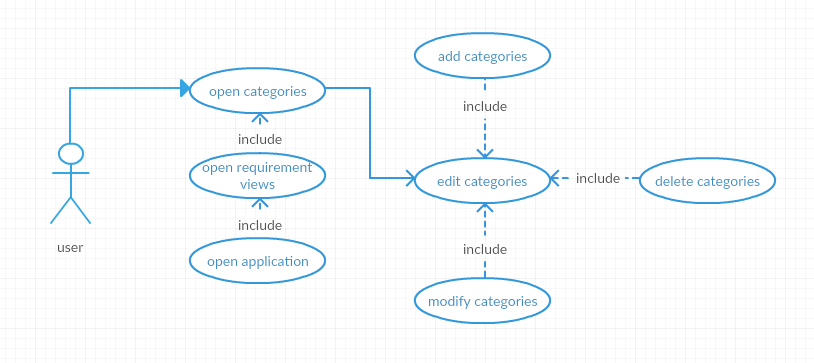 add categories
open categories
include
include
open requirement
views
edit categories
include
delete categories
user
include
include
open application
modify categories